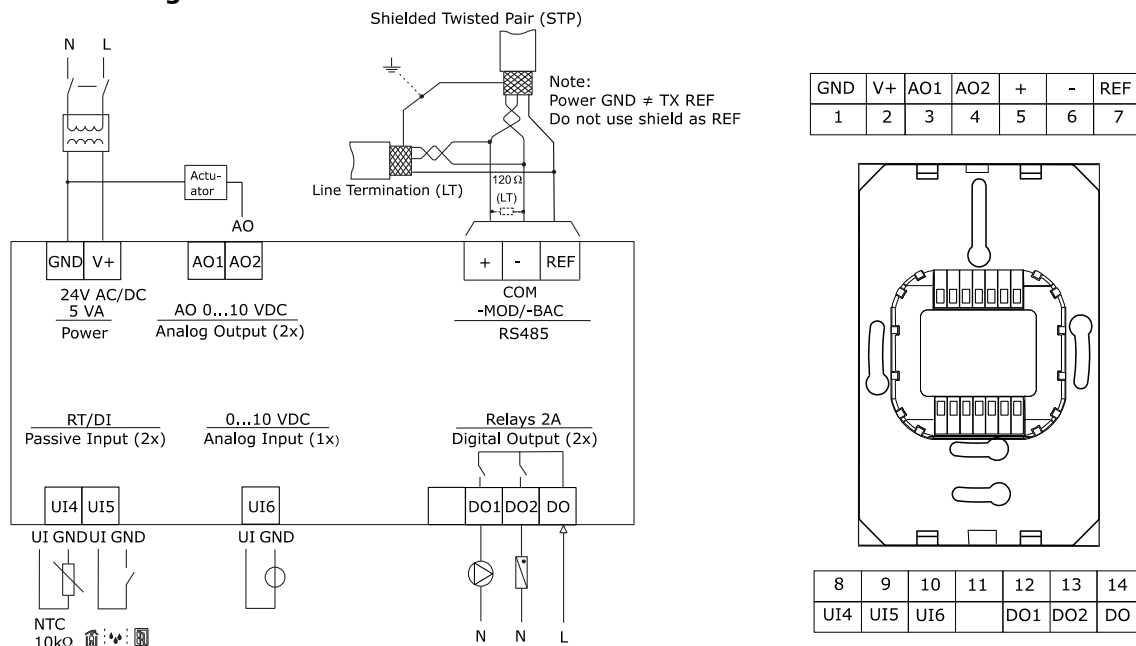 Shielded Twisted Pair (STP)
N L
Note:
Power GND ≠ TX REF
Do not use shield as REF
Actu-
ator
Line Termination (LT)
120 Ω
(LT)
AO
GND V+ AO1 AO2 + - REF
24V AC/DC
5 VA
Power
AO 0...10 VDC
Analog Output (2x)
COM
-MOD/-BAC
RS485
RT/DI
Passive Input (2x)
0...10 VDC
Analog Input (1x)
Relays 2A
Digital Output (2x)
UI4 UI5 UI6 DO1 DO2 DO
UI GND UI GND UI GND
NTC
10kΩ
N N L
GND V+ AO1 AO2 + - REF
1 2 3 4 5 6 7
8 9 10 11 12 13 14
UI4 UI5 UI6 DO1 DO2 DO